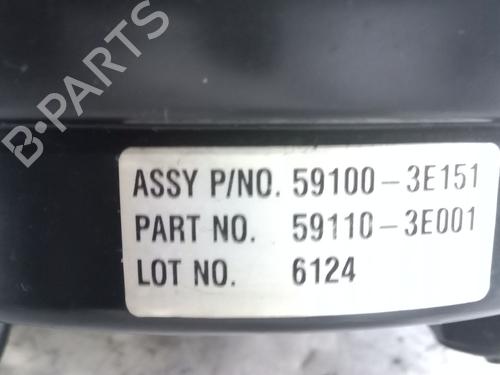 B-PARTS
ASSY P/NO. 59100-3E151
PART NO. 59110-3E001
LOT NO. 6124